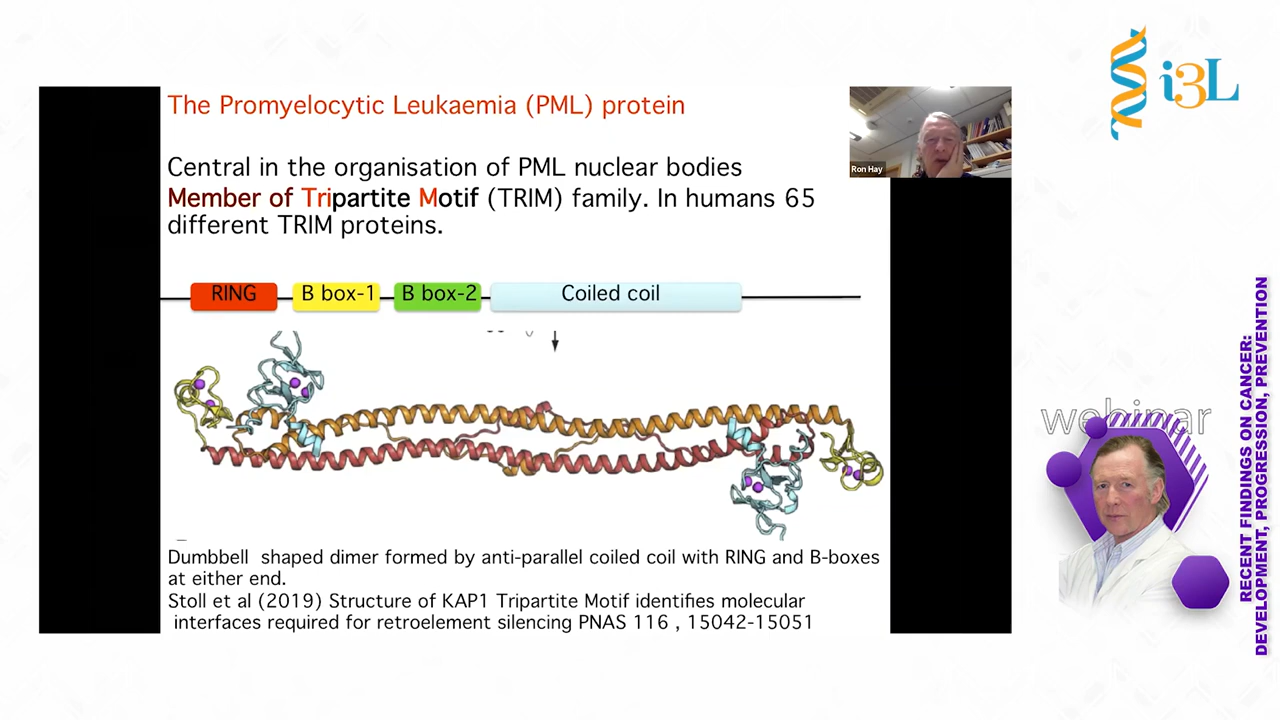 The Promyelocytic Leukaemia (PML) protein
Ron Hay
Central in the organisation of PML nuclear bodies
Member of Tripartite Motif (TRIM) family. In humans 65
different TRIM proteins.
RING
B box-1
B box-2
Coiled coil
Dumbbell shaped dimer formed by anti-parallel coiled coil with RING and B-boxes
at either end.
Stoll et al (2019) Structure of KAP1 Tripartite Motif identifies molecular
interfaces required for retroelement silencing PNAS 116 , 15042-15051
i3L
webinar
RECENT FINDINGS ON CANCER:
DEVELOPMENT, PROGRESSION, PREVENTION